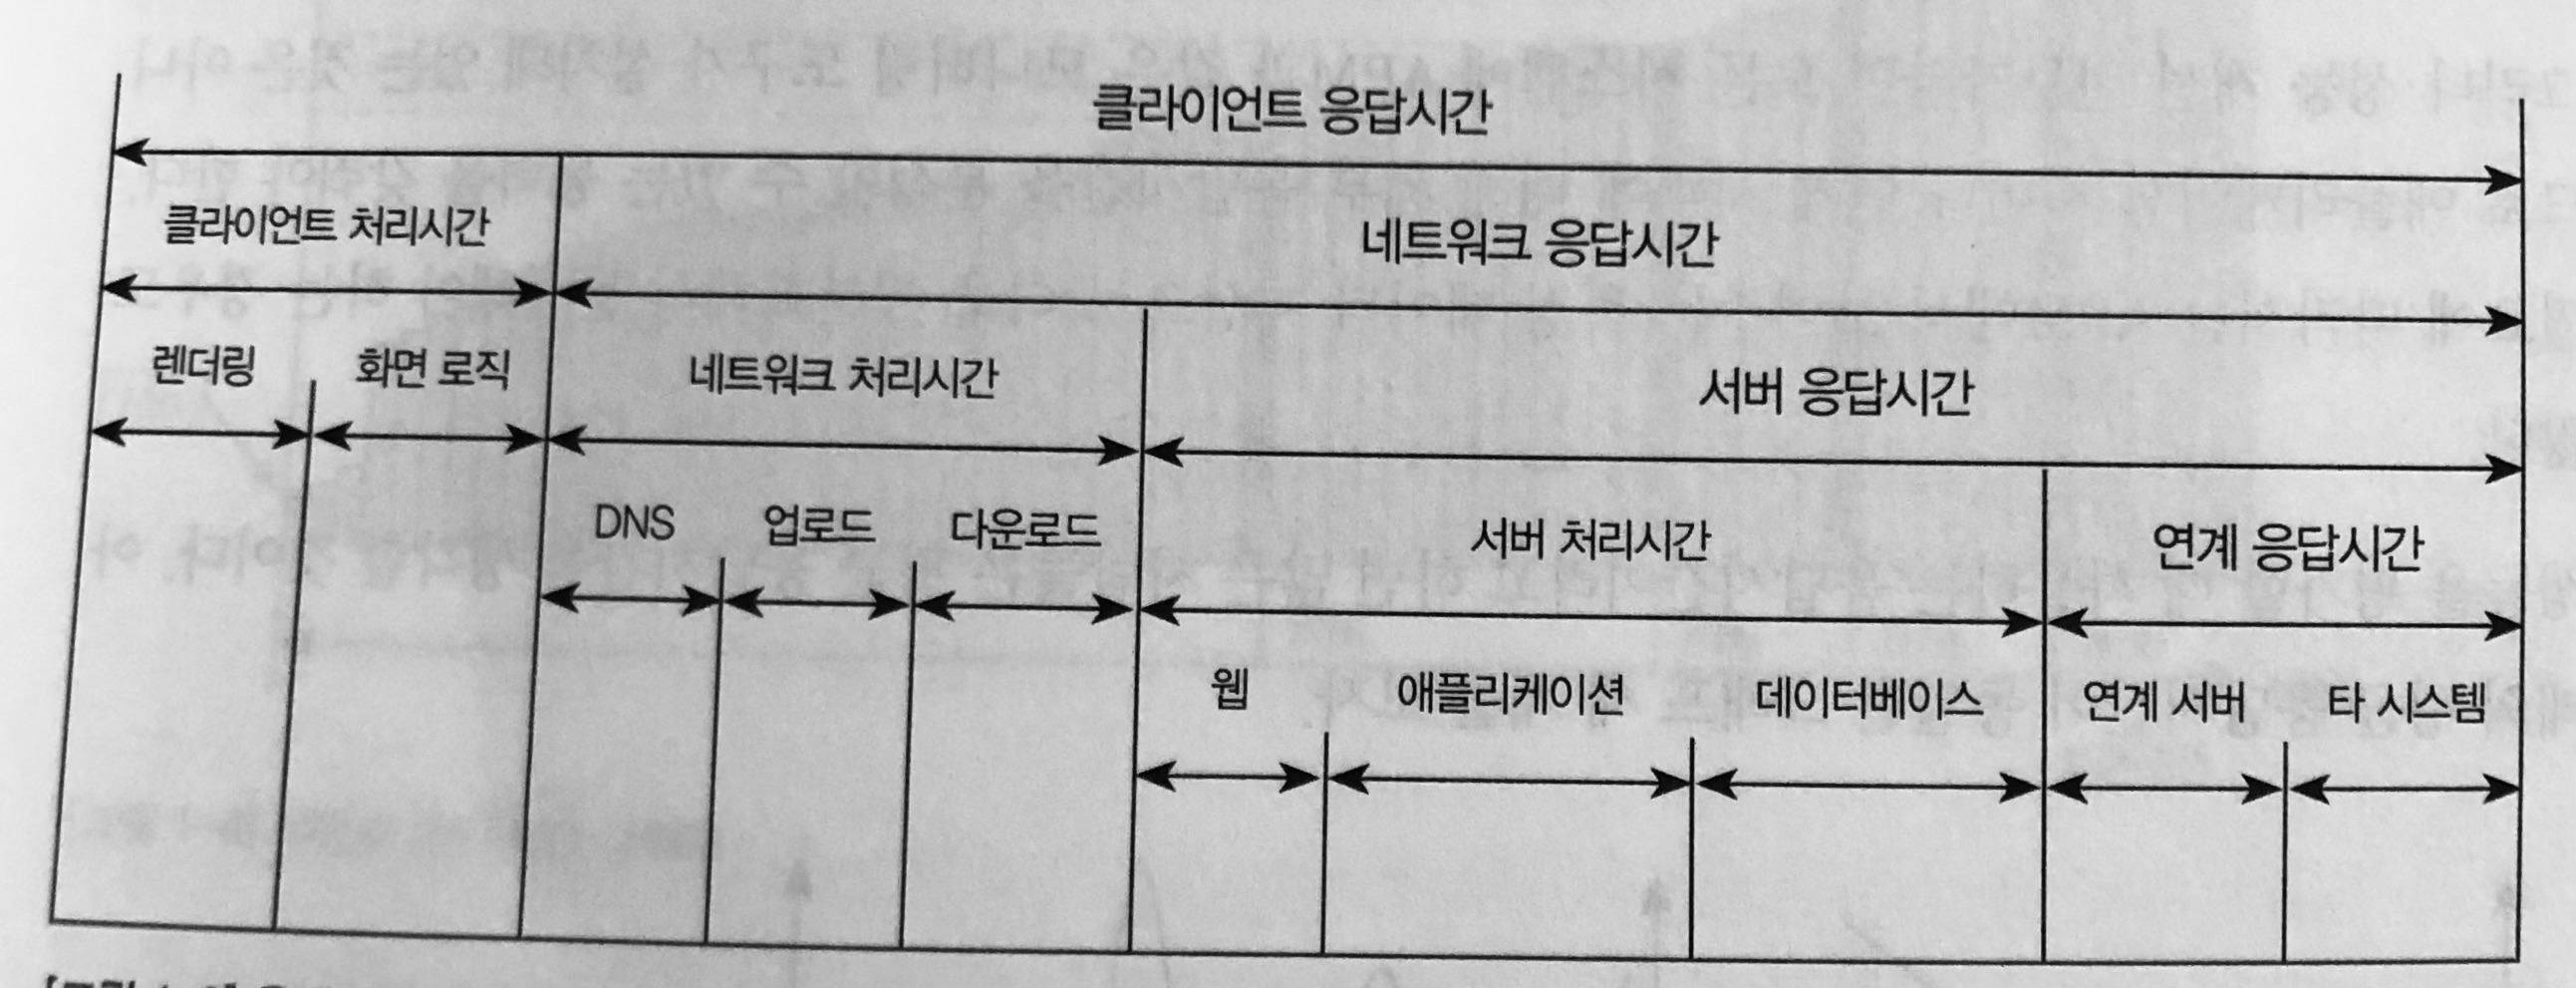 클라이언트 응답시간
클라이언트 처리시간 네트워크 응답시간
렌더링 화면 로직 네트워크 처리시간 서버 응답시간
DNS 업로드 다운로드 서버 처리시간 연계 응답시간
웹 애플리케이션 데이터베이스 연계 서버 타 시스템